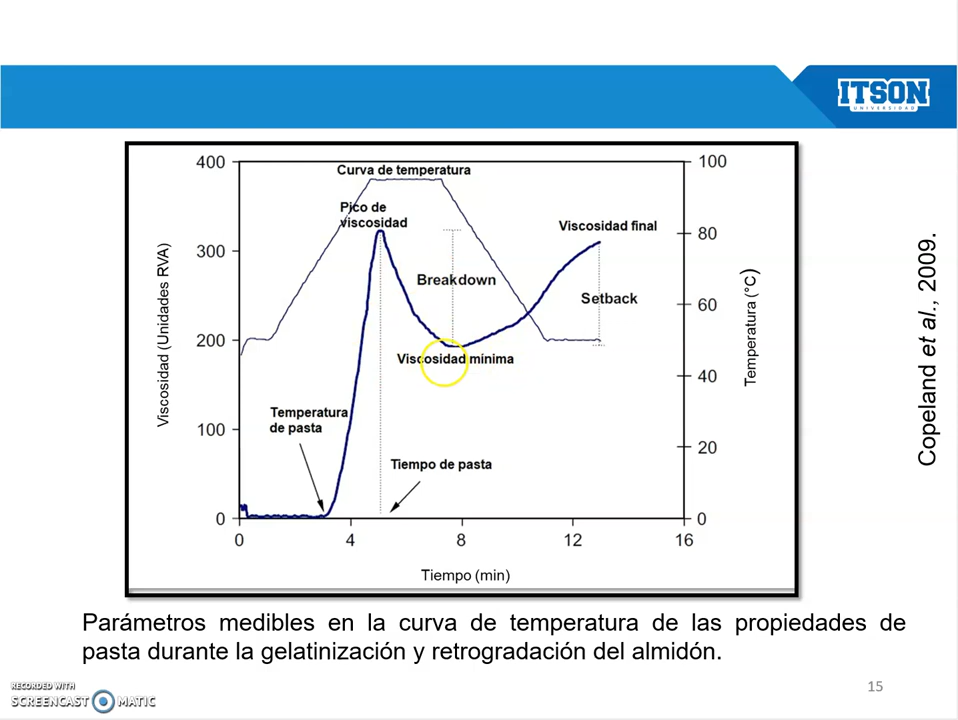 ITSON
UNIVERSIDAD
400
300
200
100
0
Viscosidad (Unidades RVA)
Curva de temperatura
Pico de
viscosidad
Viscosidad final
Breakdown
Setback
Viscosidad mínima
Temperatura
de pasta
Tiempo de pasta
100
80
60
40
20
0
Temperatura (°C)
0 4 8 12 16
Tiempo (min)
Copeland et al., 2009.
Parámetros medibles en la curva de temperatura de las propiedades de
pasta durante la gelatinización y retrogradación del almidón.
15
RECORDED WITH
SCREENCAST MATIC